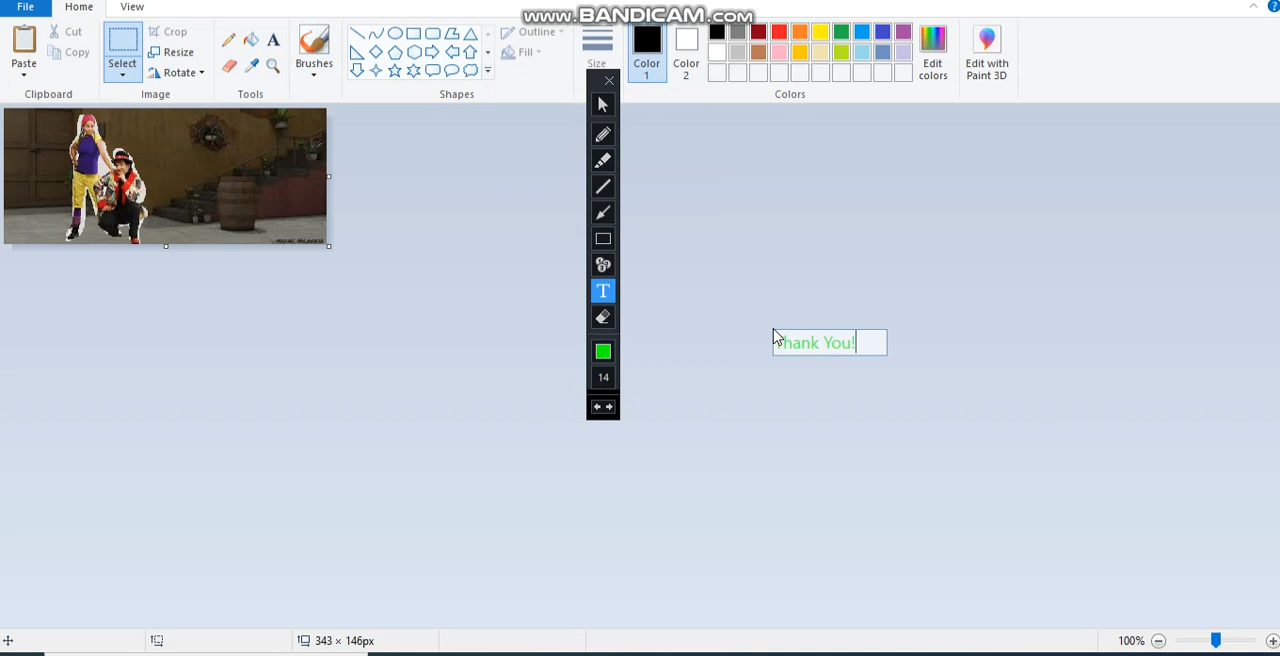 www.BANDICAM.com
File
Home
View
Paste
Cut
Copy
Clipboard
Select
Crop
Resize
Rotate
Image
A
Tools
Brushes
Shapes
Outline
Fill
Size
Color 1
Color 2
Edit colors
Colors
Edit with Paint 3D
T
14
hank You!
343 × 146px
100%